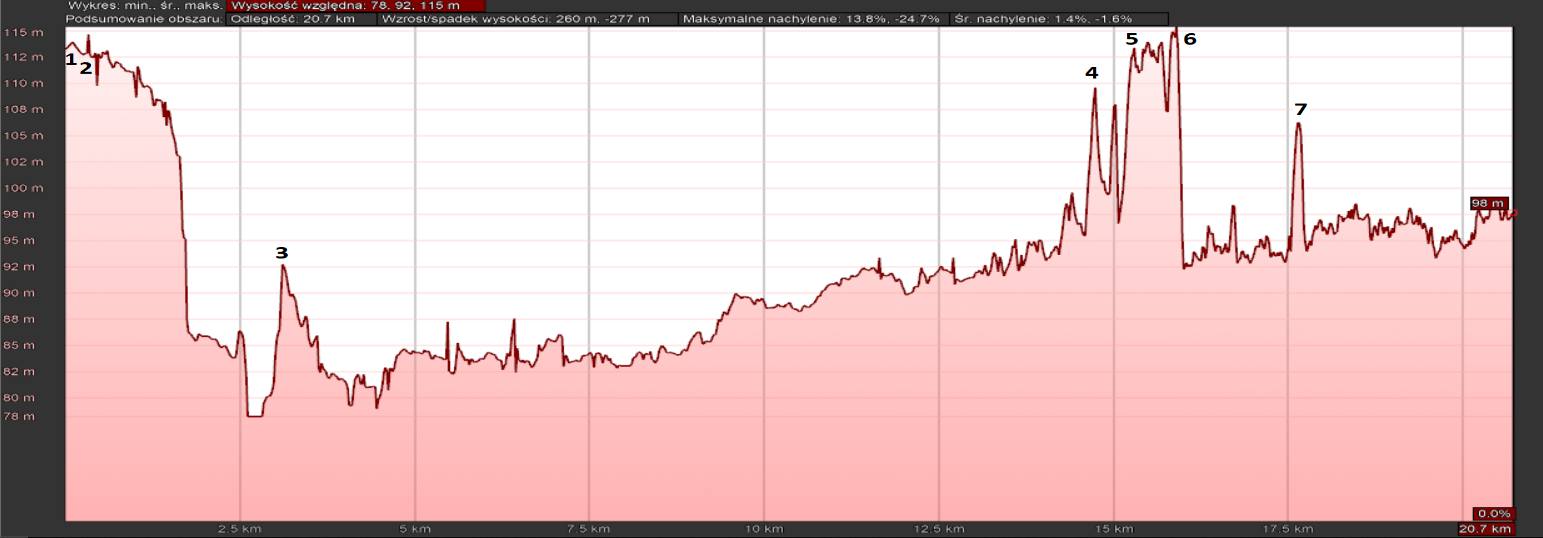 Wykres: min., śr., maks. Wysokość względna: 78, 92, 115 m
Podsumowanie obszaru: Odległość: 20.7 km Wzrost/spadek wysokości: 260 m, -277 m Maksymalne nachylenie: 13.8%, -24.7% Śr. nachylenie: 1.4%, -1.6%
115 m
112 m
110 m
108 m
105 m
102 m
100 m
98 m
95 m
92 m
90 m
88 m
85 m
82 m
80 m
78 m
1
2
3
4
5
6
7
98 m
0.0%
2.5 km 5 km 7.5 km 10 km 12.5 km 15 km 17.5 km 20.7 km